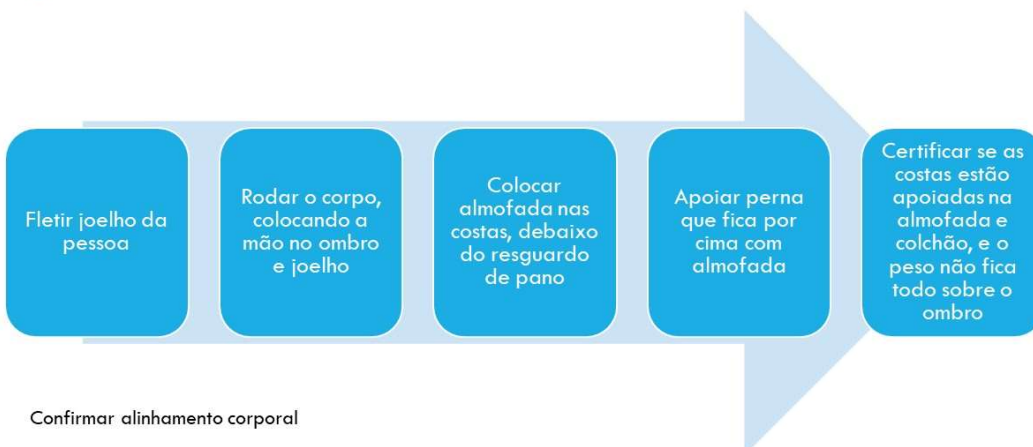 Fletir joelho da
pessoa
Rodar o corpo,
colocando a
mão no ombro
e joelho
Colocar
almofada nas
costas, debaixo
do resguardo
de pano
Apoiar perna
que fica por
cima com
almofada
Certificar se as
costas estão
apoiadas na
almofada e
colchão, e o
peso não fica
todo sobre o
ombro
Confirmar alinhamento corporal